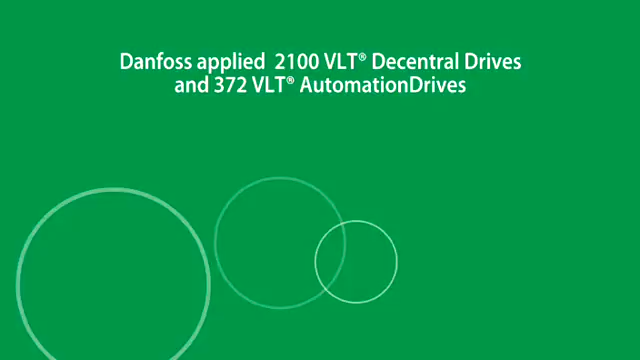 Danfoss applied  2100 VLT® Decentral Drives
and 372 VLT® AutomationDrives